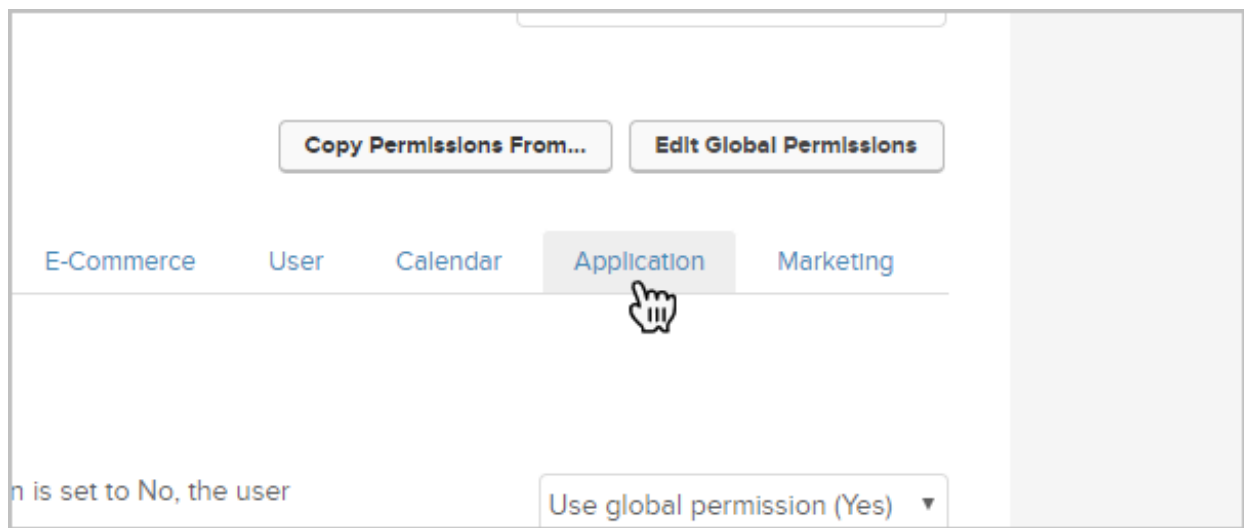 Copy Permissions From... Edit Global Permissions
E-Commerce User Calendar Application Marketing
is set to No, the user
Use global permission (Yes)